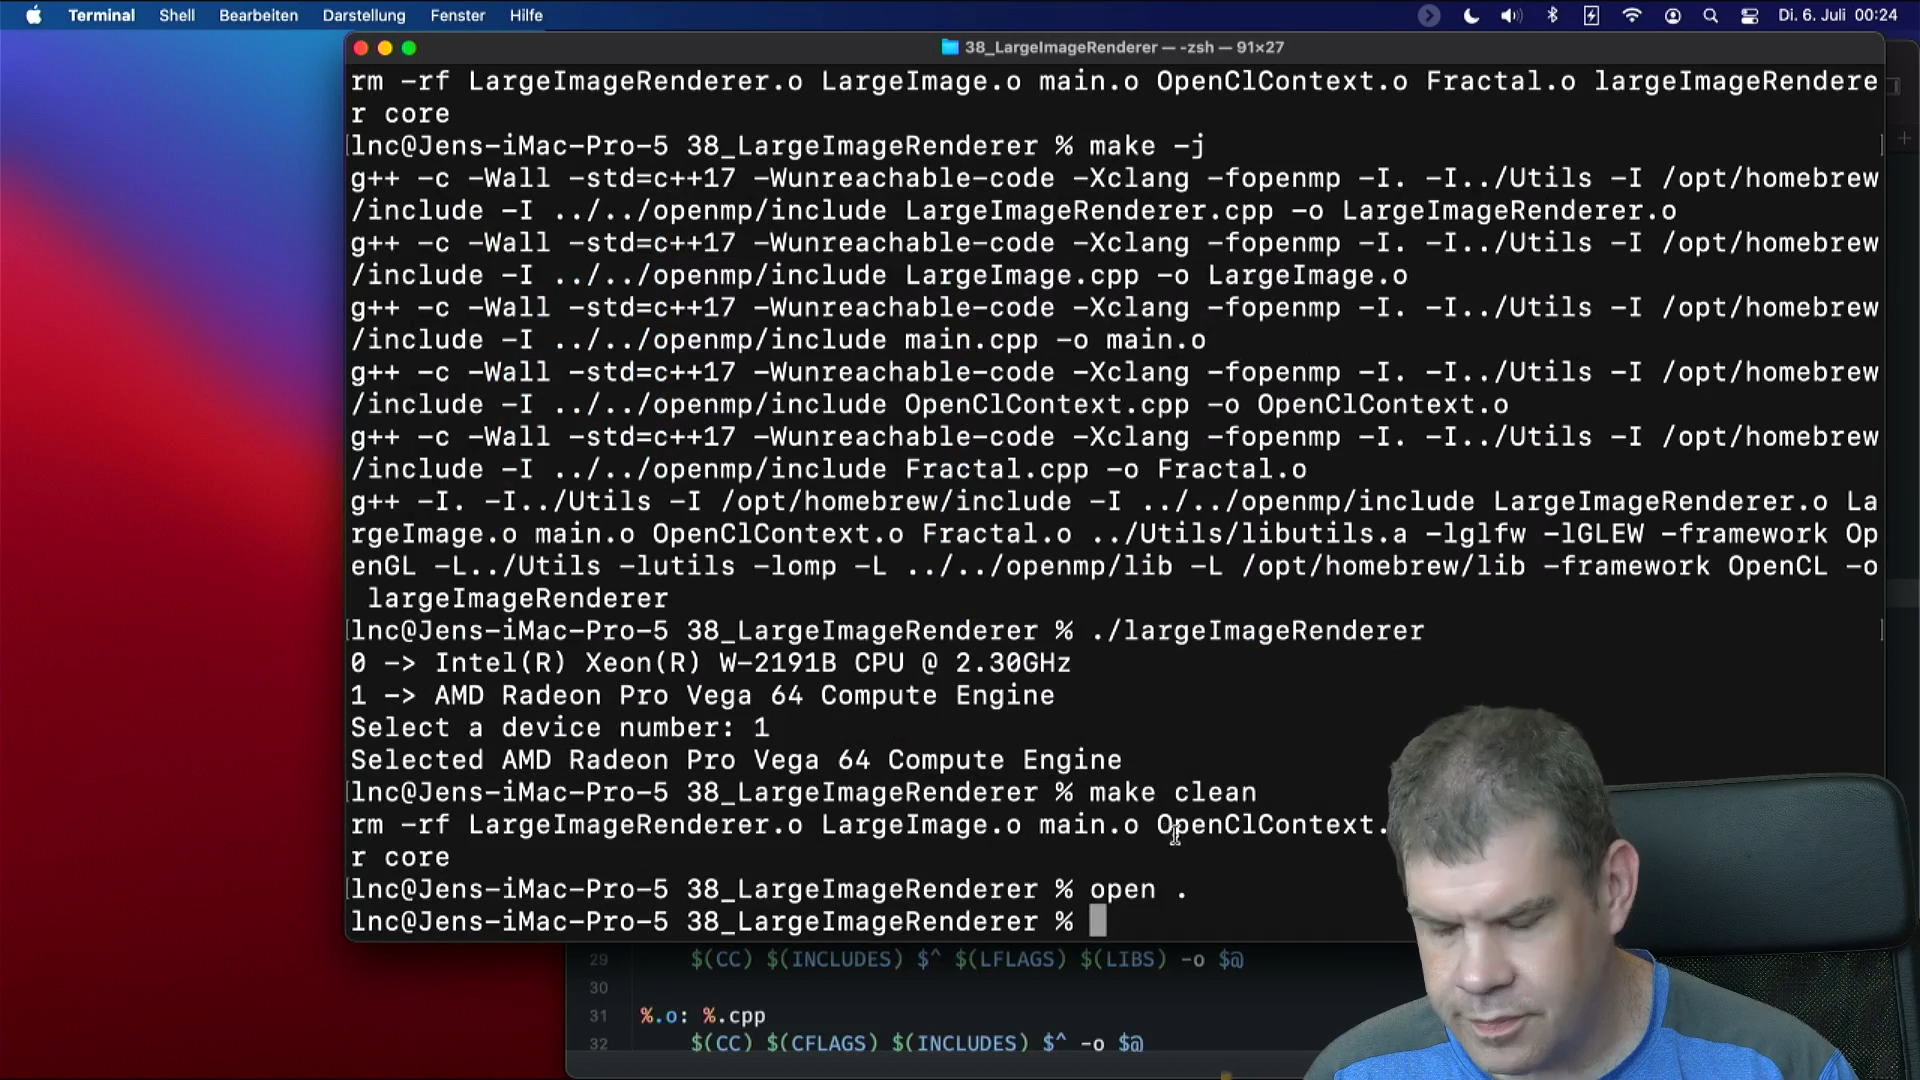 Terminal Shell Bearbeiten Darstellung Fenster Hilfe Di. 6. Juli 00:24
38_LargeImageRenderer — -zsh — 91×27
rm -rf LargeImageRenderer.o LargeImage.o main.o OpenClContext.o Fractal.o largeImageRendere
r core
lnc@Jens-iMac-Pro-5 38_LargeImageRenderer % make -j
g++ -c -Wall -std=c++17 -Wunreachable-code -Xclang -fopenmp -I. -I../Utils -I /opt/homebrew
/include -I ../../openmp/include LargeImageRenderer.cpp -o LargeImageRenderer.o
g++ -c -Wall -std=c++17 -Wunreachable-code -Xclang -fopenmp -I. -I../Utils -I /opt/homebrew
/include -I ../../openmp/include LargeImage.cpp -o LargeImage.o
g++ -c -Wall -std=c++17 -Wunreachable-code -Xclang -fopenmp -I. -I../Utils -I /opt/homebrew
/include -I ../../openmp/include main.cpp -o main.o
g++ -c -Wall -std=c++17 -Wunreachable-code -Xclang -fopenmp -I. -I../Utils -I /opt/homebrew
/include -I ../../openmp/include OpenClContext.cpp -o OpenClContext.o
g++ -c -Wall -std=c++17 -Wunreachable-code -Xclang -fopenmp -I. -I../Utils -I /opt/homebrew
/include -I ../../openmp/include Fractal.cpp -o Fractal.o
g++ -I. -I../Utils -I /opt/homebrew/include -I ../../openmp/include LargeImageRenderer.o La
rgeImage.o main.o OpenClContext.o Fractal.o ../Utils/libutils.a -lglfw -lGLEW -framework Op
enGL -L../Utils -lutils -lomp -L ../../openmp/lib -L /opt/homebrew/lib -framework OpenCL -o
largeImageRenderer
lnc@Jens-iMac-Pro-5 38_LargeImageRenderer % ./largeImageRenderer
0 -> Intel(R) Xeon(R) W-2191B CPU @ 2.30GHz
1 -> AMD Radeon Pro Vega 64 Compute Engine
Select a device number: 1
Selected AMD Radeon Pro Vega 64 Compute Engine
lnc@Jens-iMac-Pro-5 38_LargeImageRenderer % make clean
rm -rf LargeImageRenderer.o LargeImage.o main.o OpenClContext.
r core
lnc@Jens-iMac-Pro-5 38_LargeImageRenderer % open .
lnc@Jens-iMac-Pro-5 38_LargeImageRenderer %
29 $(CC) $(INCLUDES) $^ $(LFLAGS) $(LIBS) -o $@
30
31 %.o: %.cpp
32 $(CC) $(CFLAGS) $(INCLUDES) $^ -o $@